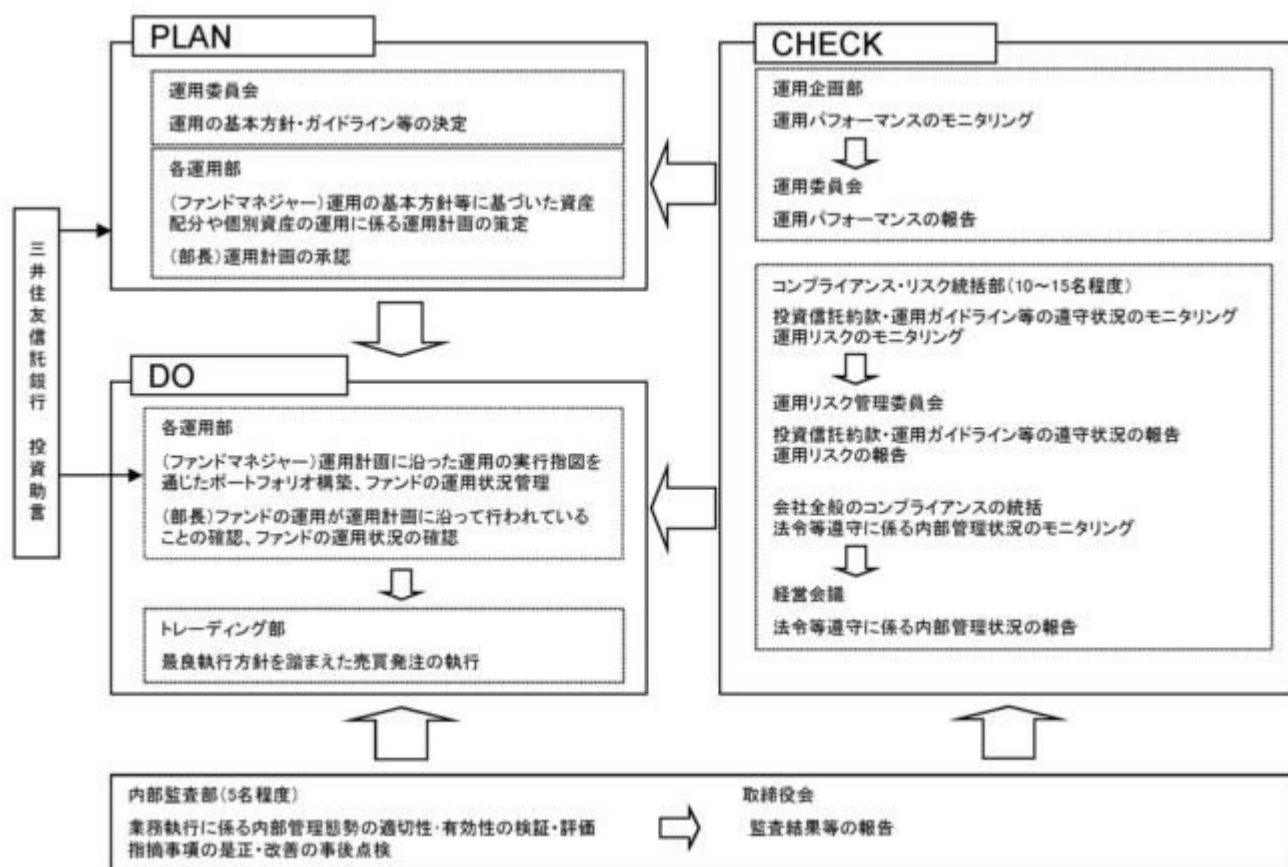 PLAN
運用委員会
運用の基本方針・ガイドライン等の決定
各運用部
(ファンドマネジャー)運用の基本方針等に基づいた資産
配分や個別資産の運用に係る運用計画の策定
(部長)運用計画の承認
三井住友信託銀行 投資助言
DO
各運用部
(ファンドマネジャー)運用計画に沿った運用の実行指図を
通じたポートフォリオ構築、ファンドの運用状況管理
(部長)ファンドの運用が運用計画に沿って行われている
ことの確認、ファンドの運用状況の確認
トレーディング部
最良執行方針を踏まえた売買発注の執行
CHECK
運用企画部
運用パフォーマンスのモニタリング
運用委員会
運用パフォーマンスの報告
コンプライアンス・リスク統括部(10～15名程度)
投資信託約款・運用ガイドライン等の遵守状況のモニタリング
運用リスクのモニタリング
運用リスク管理委員会
投資信託約款・運用ガイドライン等の遵守状況の報告
運用リスクの報告
会社全般のコンプライアンスの統括
法令等遵守に係る内部管理状況のモニタリング
経営会議
法令等遵守に係る内部管理状況の報告
内部監査部(5名程度)
業務執行に係る内部管理態勢の適切性・有効性の検証・評価
指摘事項の是正・改善の事後点検
取締役会
監査結果等の報告